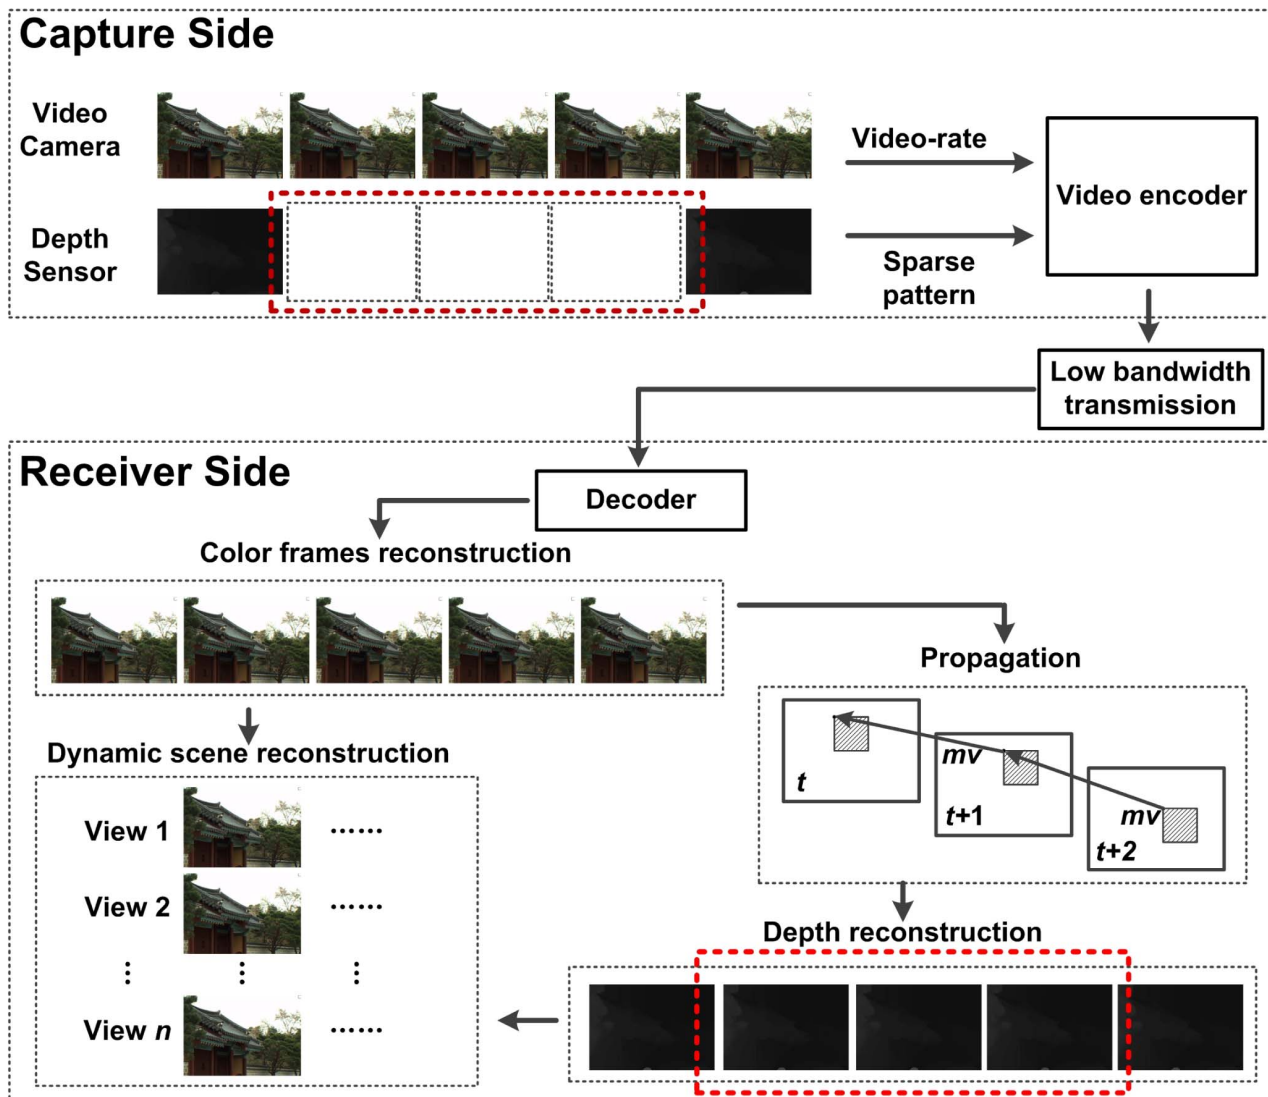 Capture Side
Video
Camera
Video-rate
Video encoder
Depth
Sensor
Sparse
pattern
Low bandwidth
transmission
Receiver Side
Decoder
Color frames reconstruction
Propagation
t
mv
t+1
mv
t+2
Dynamic scene reconstruction
View 1 ······
View 2 ······
View n ······
Depth reconstruction